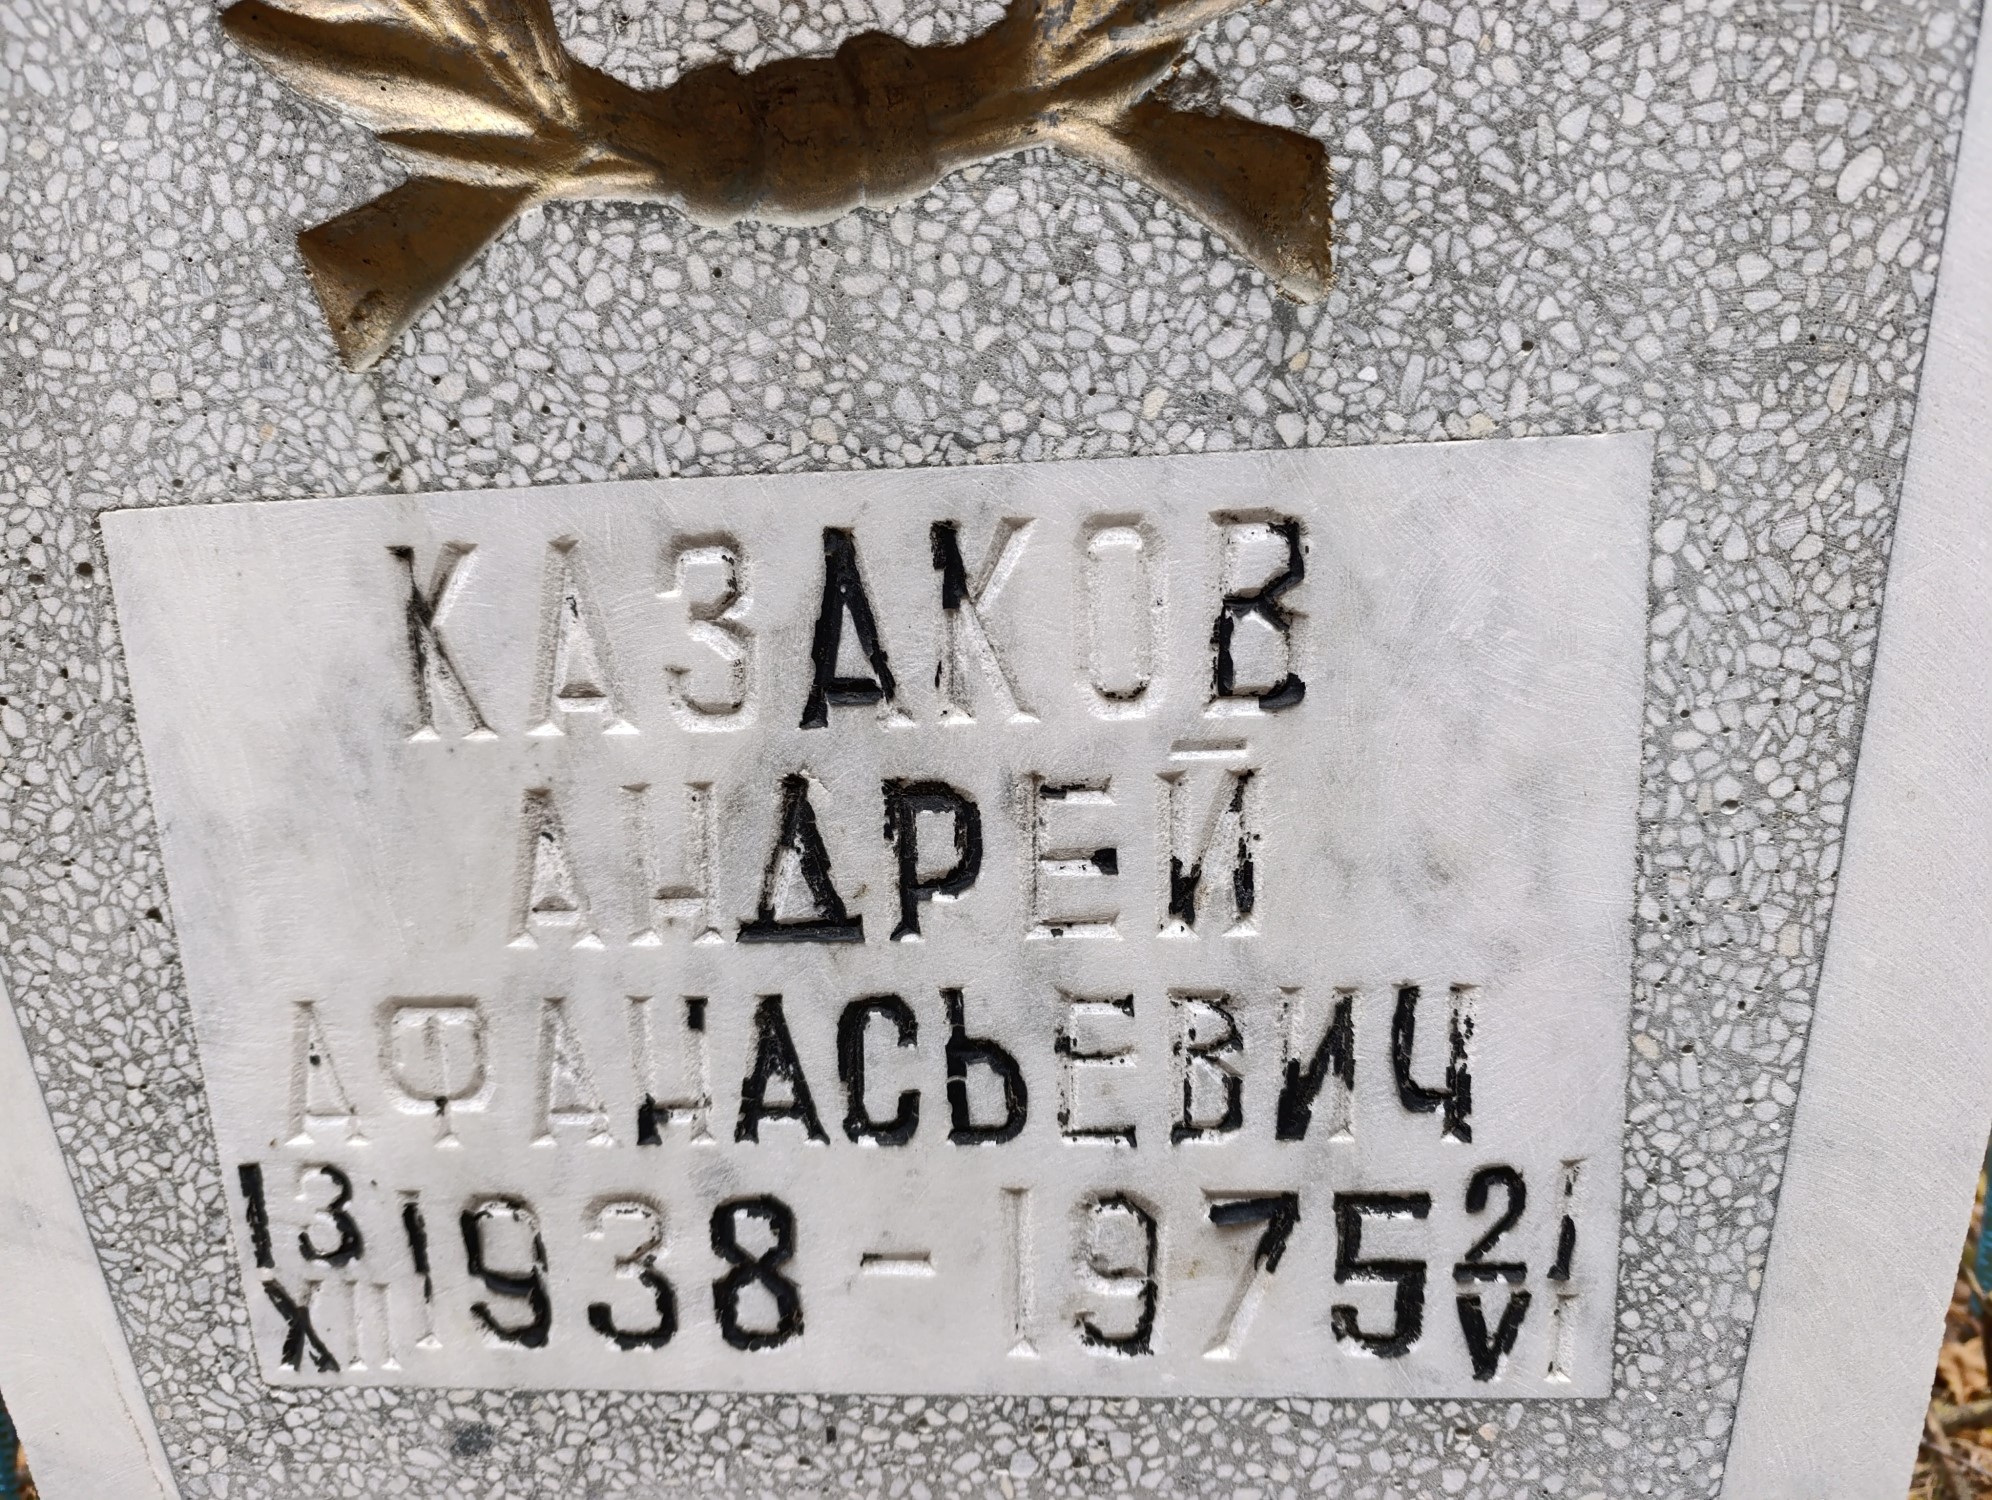 КАЗАКОВ
АНДРЕЙ
АФАНАСЬЕВИЧ
13/XII 1938 – 1975 21/VI